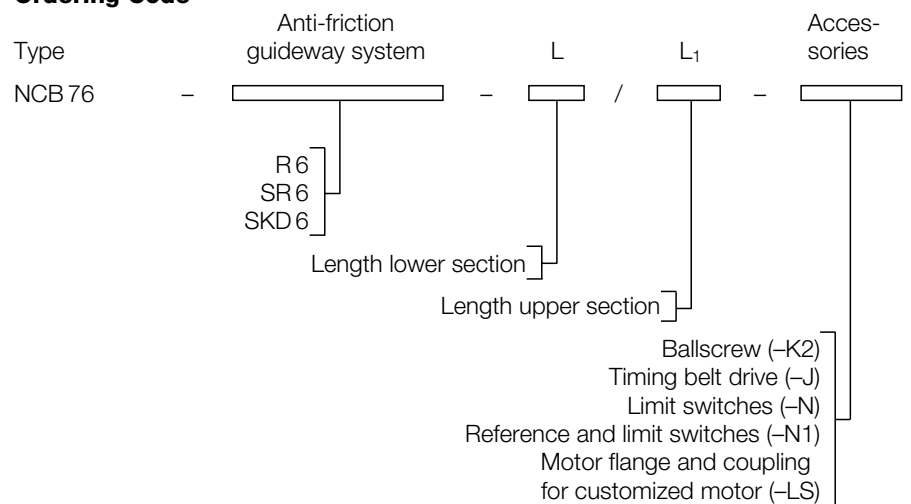 Ordering Code
Anti-friction Acces-
Type guideway system L L₁ sories
NCB 76 – – / –
R 6
SR 6
SKD 6
Length lower section
Length upper section
Ballscrew (–K2)
Timing belt drive (–J)
Limit switches (–N)
Reference and limit switches (–N1)
Motor flange and coupling
for customized motor (–LS)